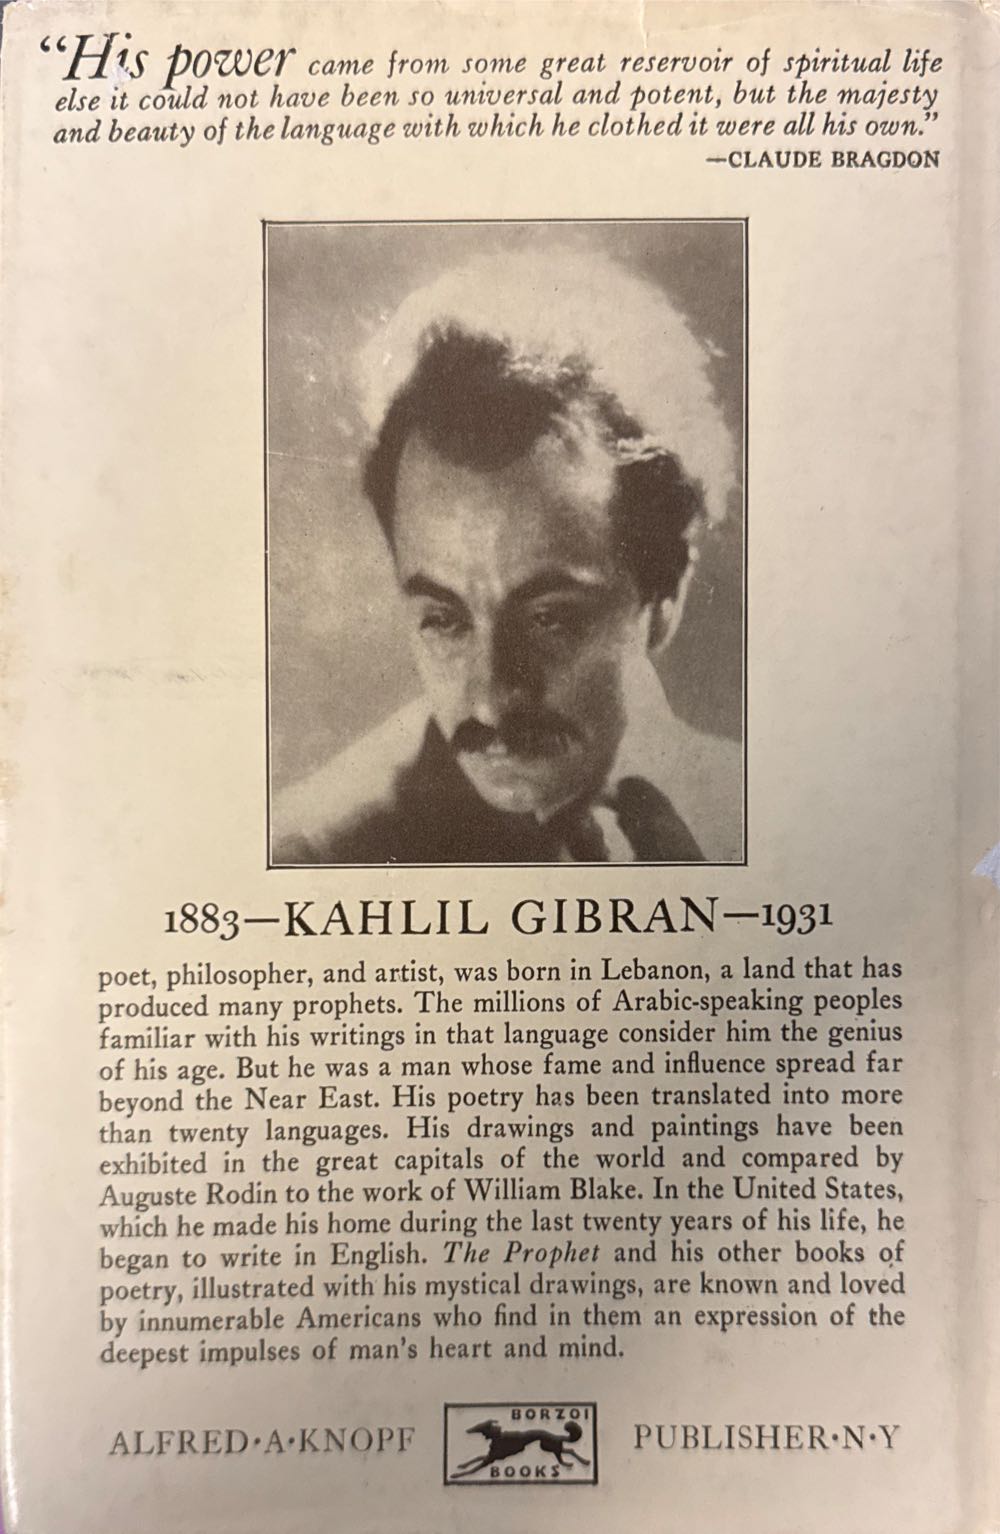 “His power came from some great reservoir of spiritual life
else it could not have been so universal and potent, but the majesty
and beauty of the language with which he clothed it were all his own.”
—CLAUDE BRAGDON
1883—KAHLIL GIBRAN—1931
poet, philosopher, and artist, was born in Lebanon, a land that has
produced many prophets. The millions of Arabic-speaking peoples
familiar with his writings in that language consider him the genius
of his age. But he was a man whose fame and influence spread far
beyond the Near East. His poetry has been translated into more
than twenty languages. His drawings and paintings have been
exhibited in the great capitals of the world and compared by
Auguste Rodin to the work of William Blake. In the United States,
which he made his home during the last twenty years of his life, he
began to write in English. The Prophet and his other books of
poetry, illustrated with his mystical drawings, are known and loved
by innumerable Americans who find in them an expression of the
deepest impulses of man's heart and mind.
ALFRED·A·KNOPF
BORZOI
BOOKS
PUBLISHER·N·Y